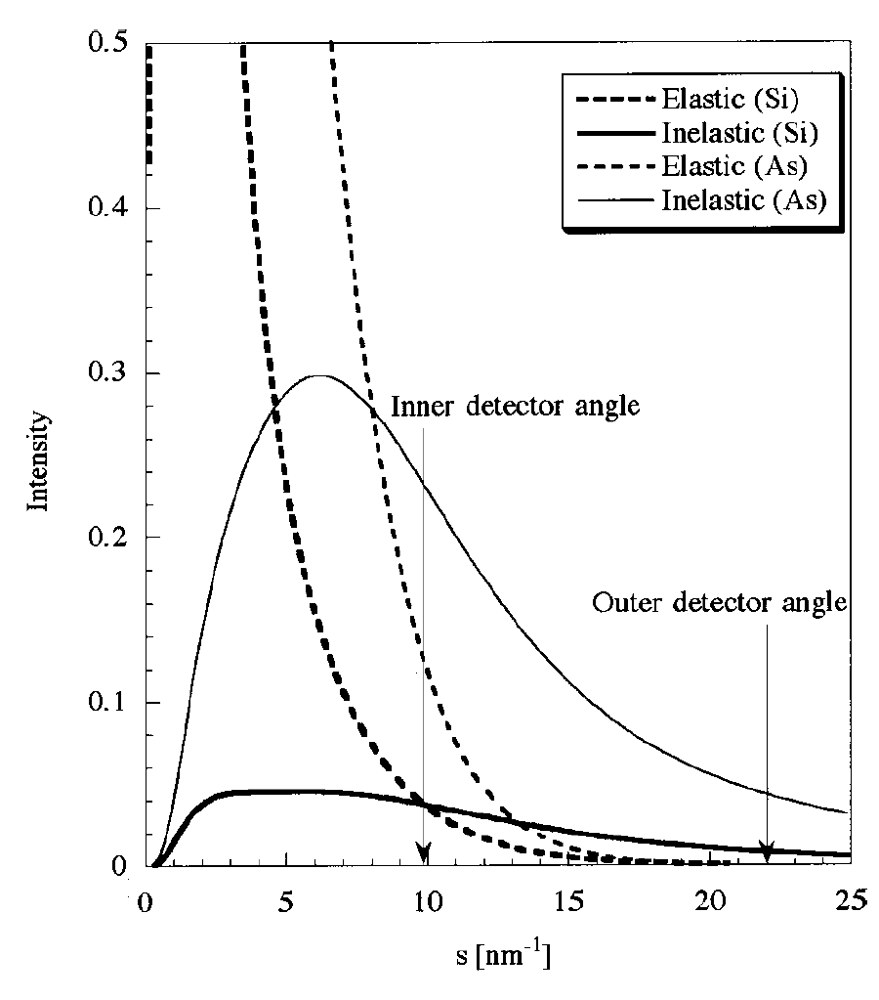 0.5
Elastic (Si)
Inelastic (Si)
Elastic (As)
Inelastic (As)
0.4
0.3
Inner detector angle
Intensity
0.2
Outer detector angle
0.1
0
0 5 10 15 20 25
s [nm⁻¹]